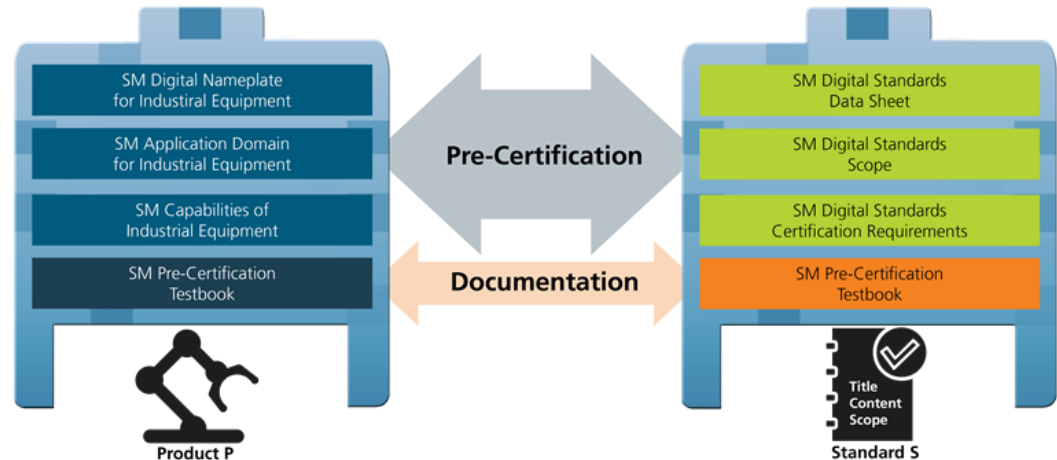 SM Digital Nameplate
for Industiral Equipment
SM Application Domain
for Industrial Equipment
SM Capabilities of
Industrial Equipment
SM Pre-Certification
Testbook
Product P
Pre-Certification
Documentation
SM Digital Standards
Data Sheet
SM Digital Standards
Scope
SM Digital Standards
Certification Requirements
SM Pre-Certification
Testbook
Title
Content
Scope
Standard S